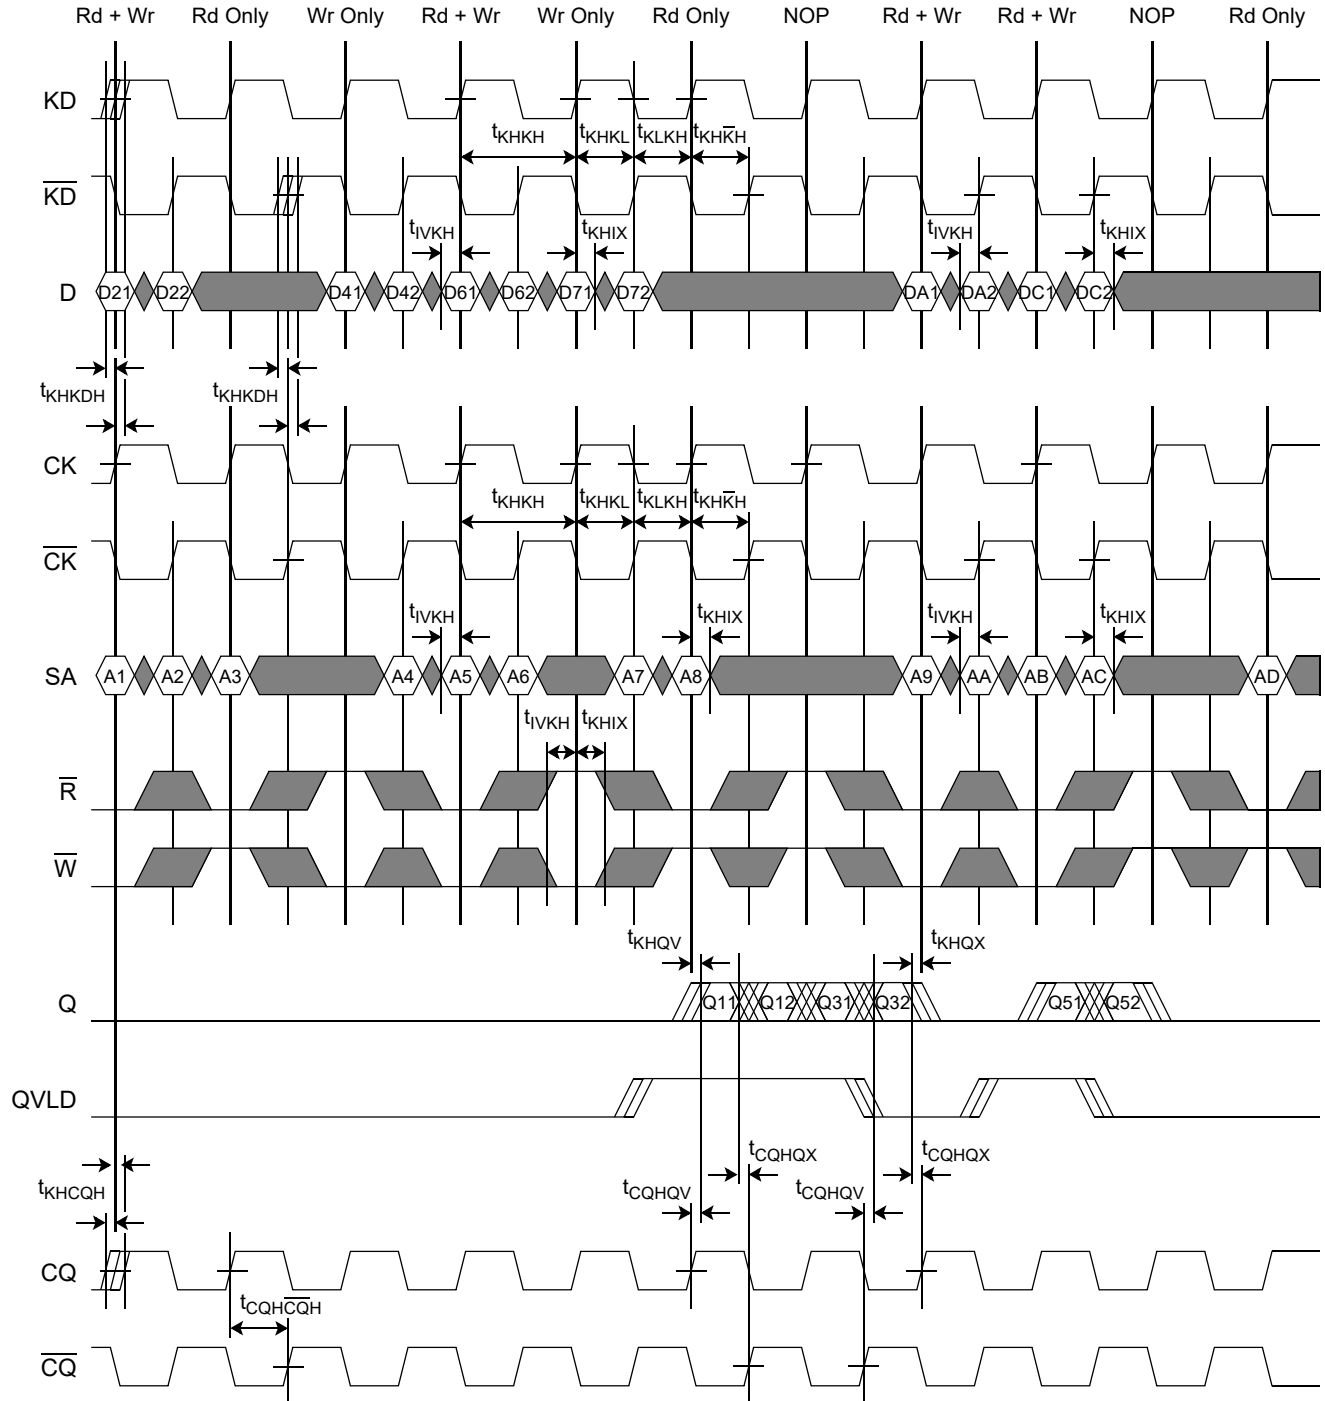 Rd + Wr Rd Only Wr Only Rd + Wr Wr Only Rd Only NOP Rd + Wr Rd + Wr NOP Rd Only
KD
tKHKH tKHKL tKLKH tKHK̅H
K̅D̅
tIVKH tKHIX tIVKH tKHIX
D D21 D22 D41 D42 D61 D62 D71 D72 DA1 DA2 DC1 DC2
tKHKDH tKHKDH
CK
tKHKH tKHKL tKLKH tKHK̅H
C̅K̅
tIVKH tKHIX tIVKH tKHIX
SA A1 A2 A3 A4 A5 A6 A7 A8 A9 AA AB AC AD
tIVKH tKHIX
R̅
W̅
tKHQV tKHQX
Q Q11 Q12 Q31 Q32 Q51 Q52
QVLD
tCQHQX tCQHQX
tKHCQH tCQHQV tCQHQV
CQ
tCQHC̅Q̅H
C̅Q̅